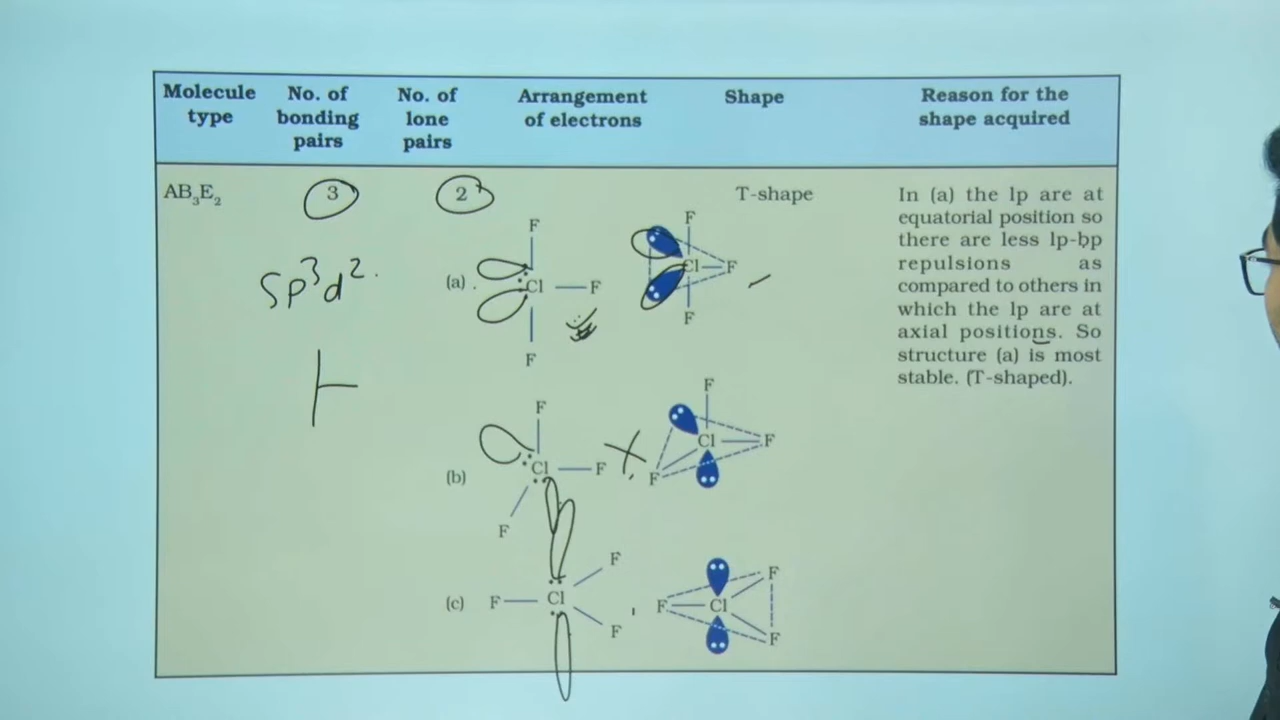 Molecule type
No. of bonding pairs
No. of lone pairs
Arrangement of electrons
Shape
Reason for the shape acquired
AB₃E₂
3
2
T-shape
In (a) the lp are at
equatorial position so
there are less lp-bp
repulsions as
compared to others in
which the lp are at
axial positions. So
structure (a) is most
stable. (T-shaped).
sp³d².
(a)
F
Cl
F
F
F
Cl
F
F
(b)
F
Cl
F
F
F
Cl
F
F
(c)
F
F
Cl
F
F
F
Cl
F